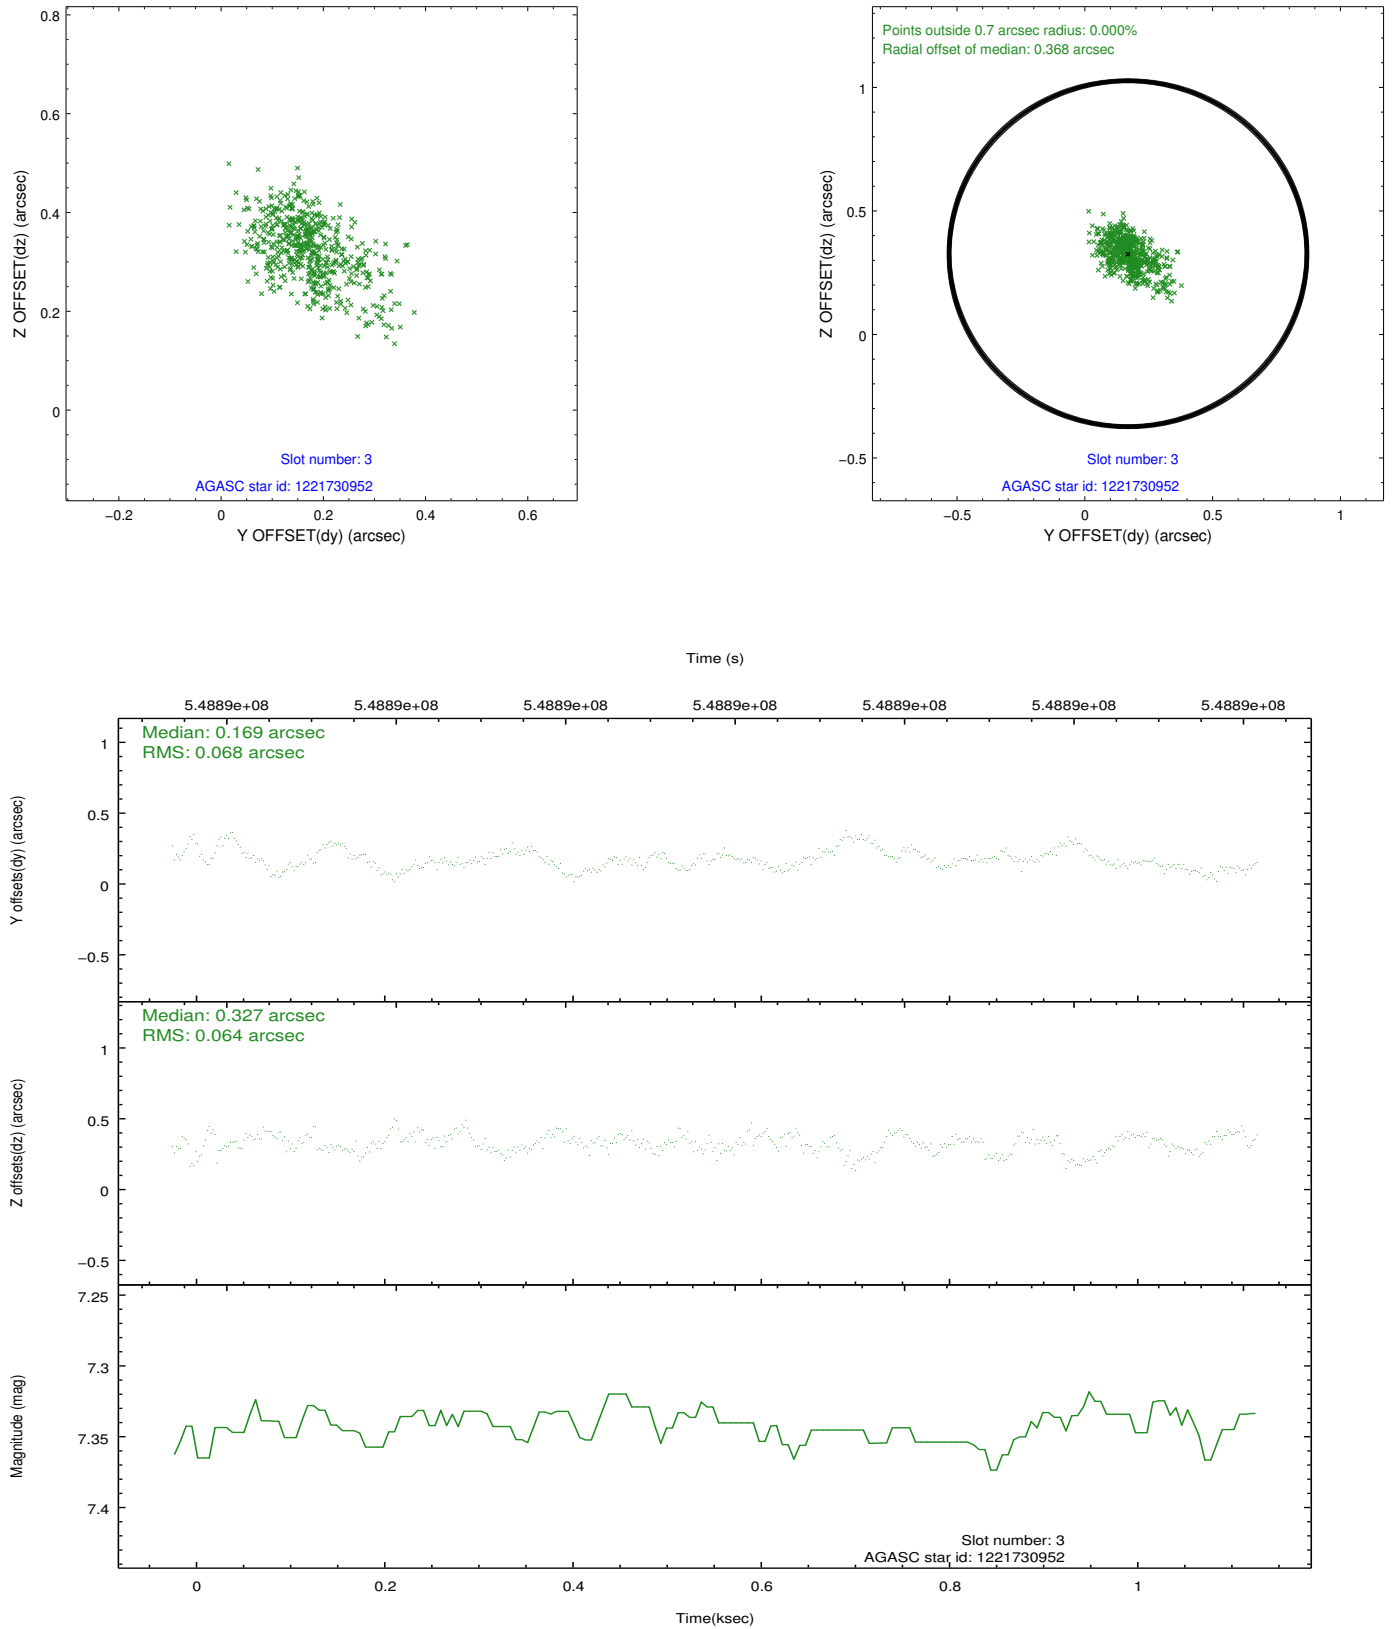 0.8
0.6
0.4
0.2
0
Z OFFSET(dz) (arcsec)
Slot number: 3
AGASC star id: 1221730952
−0.2 0 0.2 0.4 0.6
Y OFFSET(dy) (arcsec)
Points outside 0.7 arcsec radius: 0.000%
Radial offset of median: 0.368 arcsec
1
0.5
0
−0.5
Z OFFSET(dz) (arcsec)
Slot number: 3
AGASC star id: 1221730952
−0.5 0 0.5 1
Y OFFSET(dy) (arcsec)
Time (s)
5.4889e+08 5.4889e+08 5.4889e+08 5.4889e+08 5.4889e+08 5.4889e+08 5.4889e+08
Median: 0.169 arcsec
RMS: 0.068 arcsec
1
0.5
0
−0.5
Y offsets(dy) (arcsec)
Median: 0.327 arcsec
RMS: 0.064 arcsec
1
0.5
0
−0.5
Z offsets(dz) (arcsec)
7.25
7.3
7.35
7.4
Magnitude (mag)
Slot number: 3
AGASC star id: 1221730952
0 0.2 0.4 0.6 0.8 1
Time(ksec)